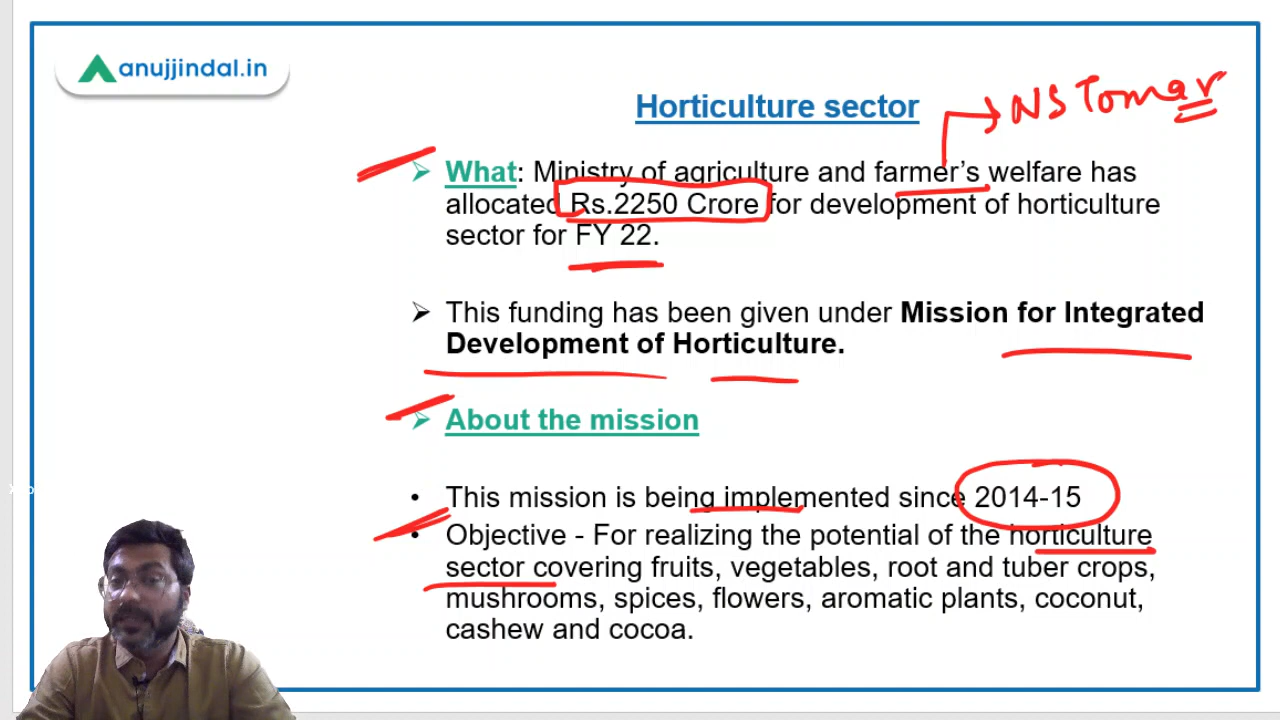 anujjindal.in
Horticulture sector
NS Tomar
What: Ministry of agriculture and farmer's welfare has
allocated Rs.2250 Crore for development of horticulture
sector for FY 22.
This funding has been given under Mission for Integrated
Development of Horticulture.
About the mission
• This mission is being implemented since 2014-15
• Objective - For realizing the potential of the horticulture
sector covering fruits, vegetables, root and tuber crops,
mushrooms, spices, flowers, aromatic plants, coconut,
cashew and cocoa.